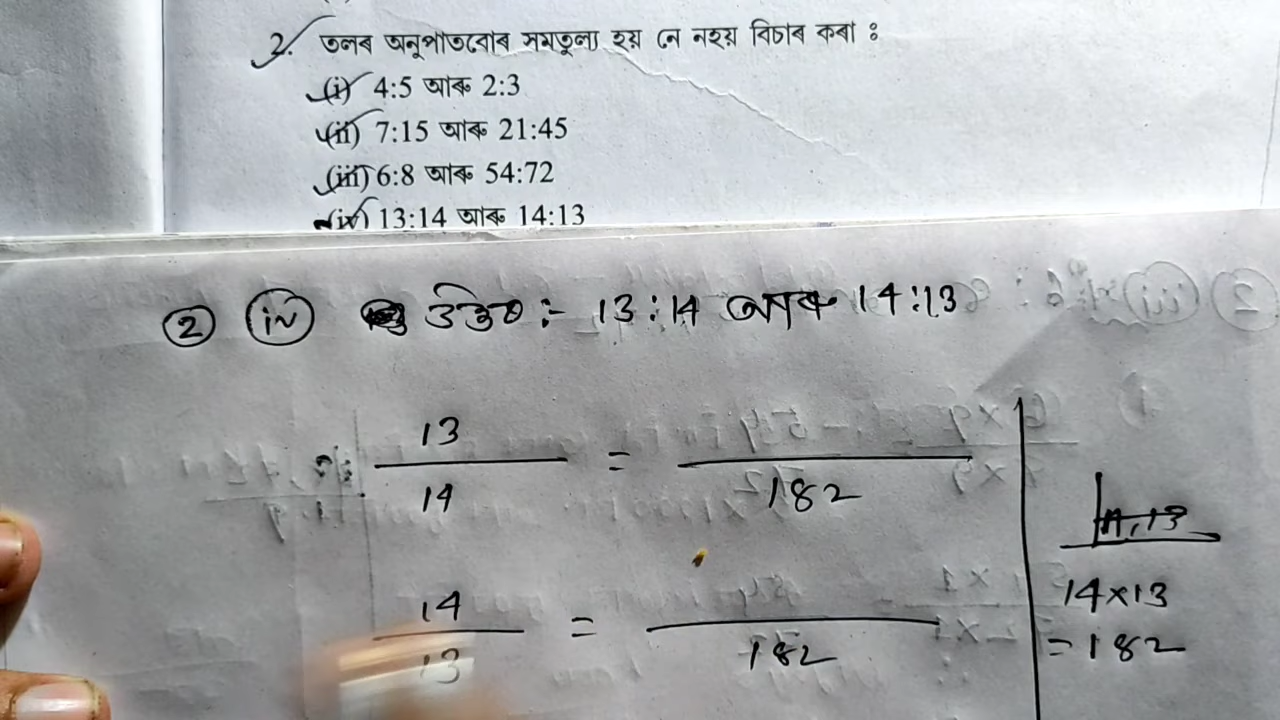 2. তলৰ অনুপাতবোৰ সমতুল্য হয় নে নহয় বিচাৰ কৰা :
(i) 4:5 আৰু 2:3
(ii) 7:15 আৰু 21:45
(iii) 6:8 আৰু 54:72
(iv) 13:14 আৰু 14:13
2 iv উত্তৰ :- 13:14 আৰু 14:13
13/14 = /182
14/13 = /182
14×13
= 182